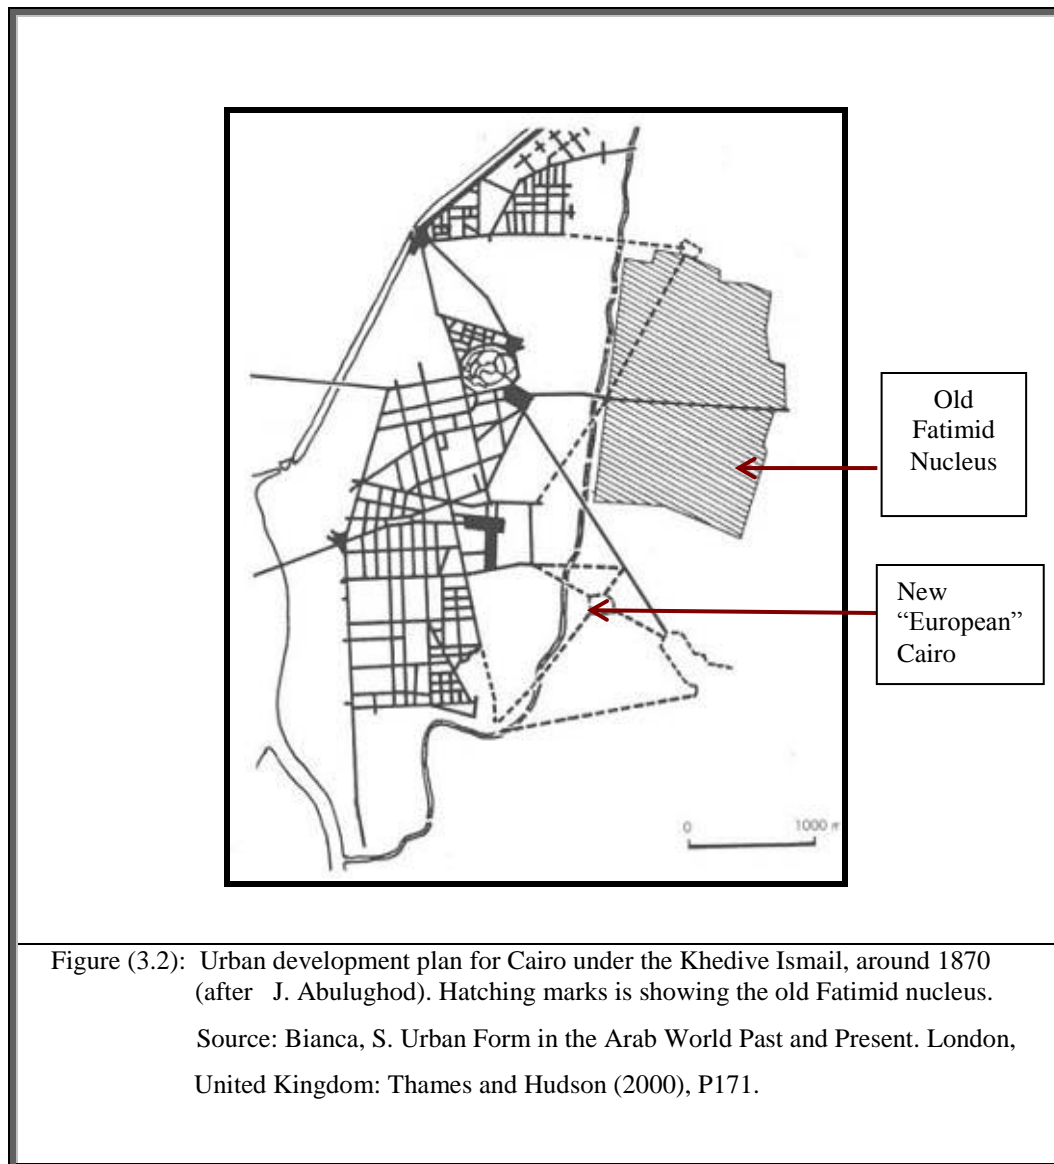 Old
Fatimid
Nucleus
New
“European”
Cairo
0 1000 m
Figure (3.2): Urban development plan for Cairo under the Khedive Ismail, around 1870
(after J. Abulughod). Hatching marks is showing the old Fatimid nucleus.
Source: Bianca, S. Urban Form in the Arab World Past and Present. London,
United Kingdom: Thames and Hudson (2000), P171.